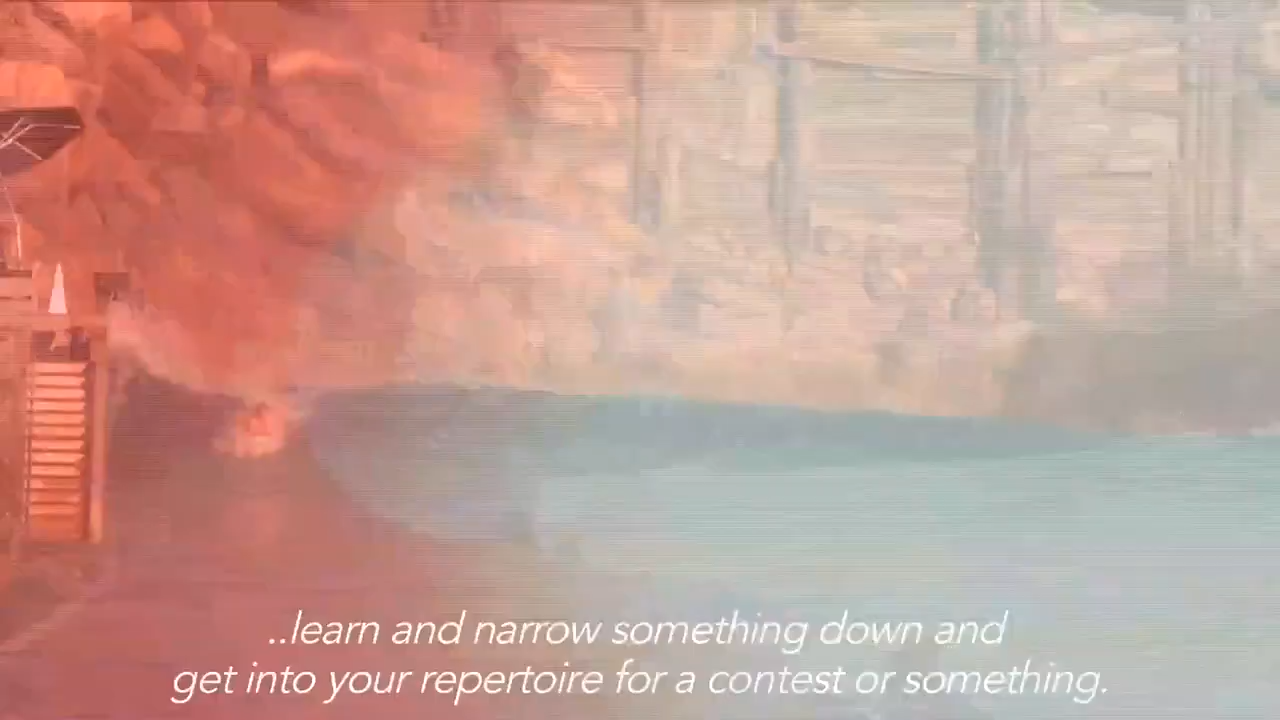 ..learn and narrow something down and
get into your repertoire for a contest or something.